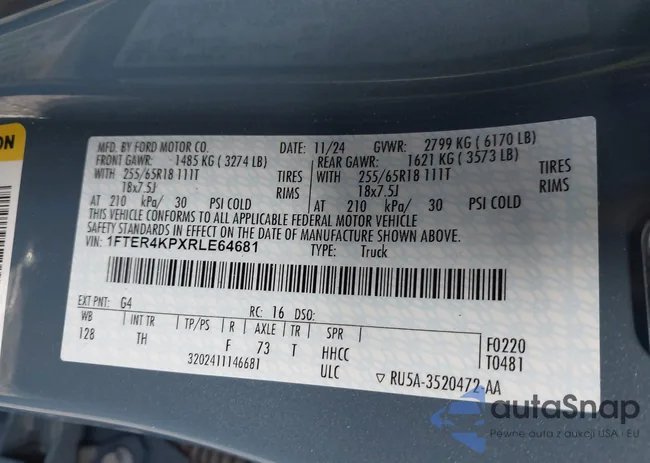 ON
MFD. BY FORD MOTOR CO. DATE: 11/24 GVWR: 2799 KG ( 6170 LB)
FRONT GAWR: 1485 KG ( 3274 LB) REAR GAWR: 1621 KG ( 3573 LB)
WITH 255/65R18 111T TIRES WITH 255/65R18 111T TIRES
18x7.5J RIMS 18x7.5J RIMS
AT 210 kPa/ 30 PSI COLD AT 210 kPa/ 30 PSI COLD
THIS VEHICLE CONFORMS TO ALL APPLICABLE FEDERAL MOTOR VEHICLE
SAFETY STANDARDS IN EFFECT ON THE DATE OF MANUFACTURE SHOWN ABOVE.
VIN: 1FTER4KPXRLE64681 TYPE: Truck
EXT PNT: G4 RC: 16 DSO:
WB INT TR TP/PS R AXLE TR SPR F0220
128 TH F 73 T HHCC T0481
3202411146681 ULC ▽ RU5A-3520472-AA
autoSnap
Pewne auta z aukcji USA i EU